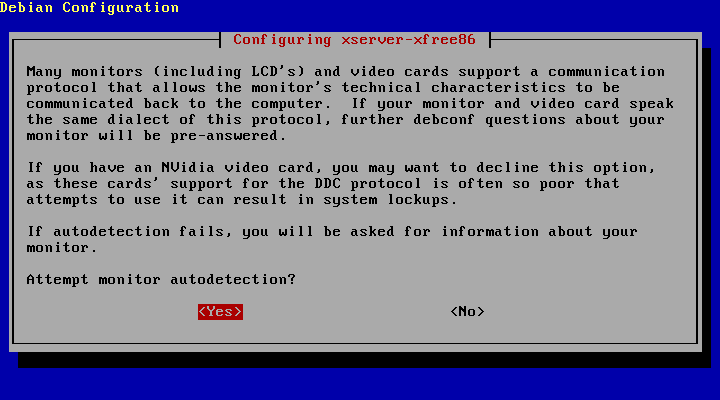 Debian Configuration
Configuring xserver-xfree86
Many monitors (including LCD's) and video cards support a communication
protocol that allows the monitor's technical characteristics to be
communicated back to the computer.  If your monitor and video card speak
the same dialect of this protocol, further debconf questions about your
monitor will be pre-answered.
If you have an NVidia video card, you may want to decline this option,
as these cards' support for the DDC protocol is often so poor that
attempts to use it can result in system lockups.
If autodetection fails, you will be asked for information about your
monitor.
Attempt monitor autodetection?
<Yes> <No>